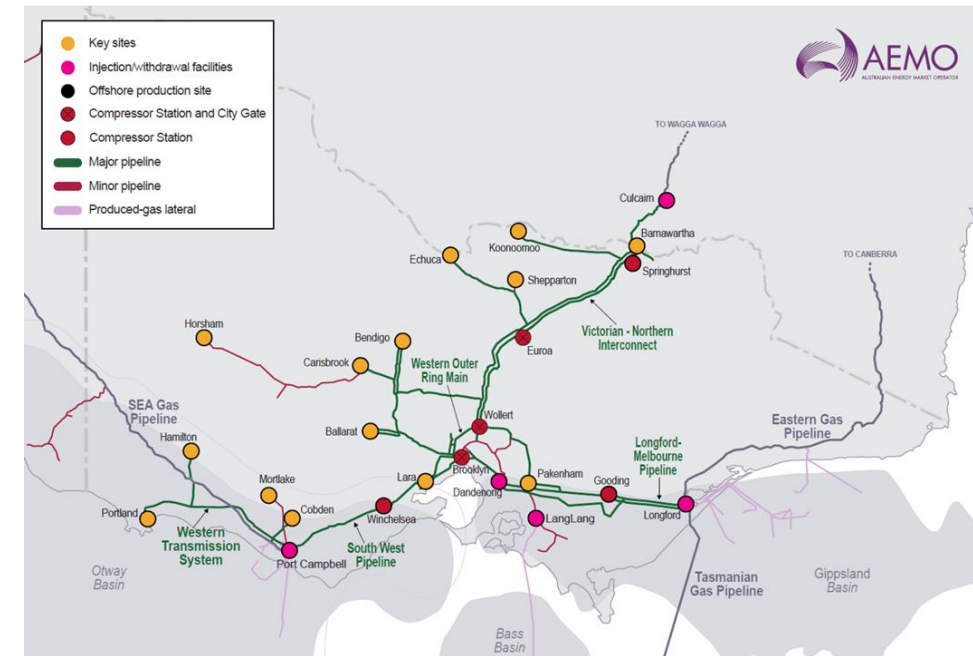 Key sites
Injection/withdrawal facilities
Offshore production site
Compressor Station and City Gate
Compressor Station
Major pipeline
Minor pipeline
Produced-gas lateral
AEMO
AUSTRALIAN ENERGY MARKET OPERATOR
TO WAGGA WAGGA
Culcairn
Barnawartha
Koonoomoo
Echuca
TO CANBERRA
Springhurst
Shepparton
Horsham
Victorian - Northern
Interconnect
Bendigo
Euroa
Carisbrook
Western Outer
Ring Main
SEA Gas
Pipeline
Wollert
Eastern Gas
Pipeline
Hamilton
Ballarat
Longford-
Melbourne
Pipeline
Brooklyn
Lara
Pakenham
Gooding
Mortlake
Dandenong
Portland
Cobden
Winchelsea
LangLang
Longford
Western
Transmission
System
South West
Pipeline
Port Campbell
Otway
Basin
Tasmanian
Gas Pipeline
Gippsland
Basin
Bass
Basin